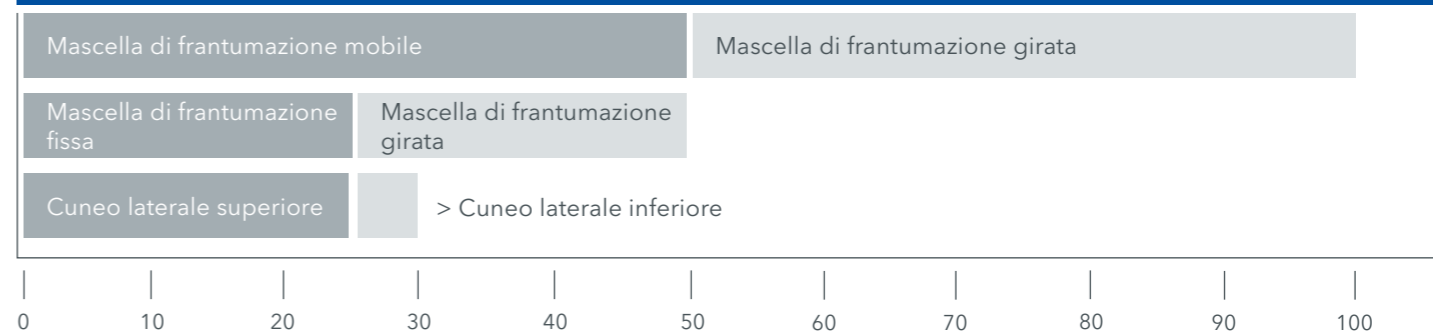 Mascella di frantumazione mobile
Mascella di frantumazione girata
Mascella di frantumazione
fissa
Mascella di frantumazione
girata
Cuneo laterale superiore
> Cuneo laterale inferiore
0 10 20 30 40 50 60 70 80 90 100